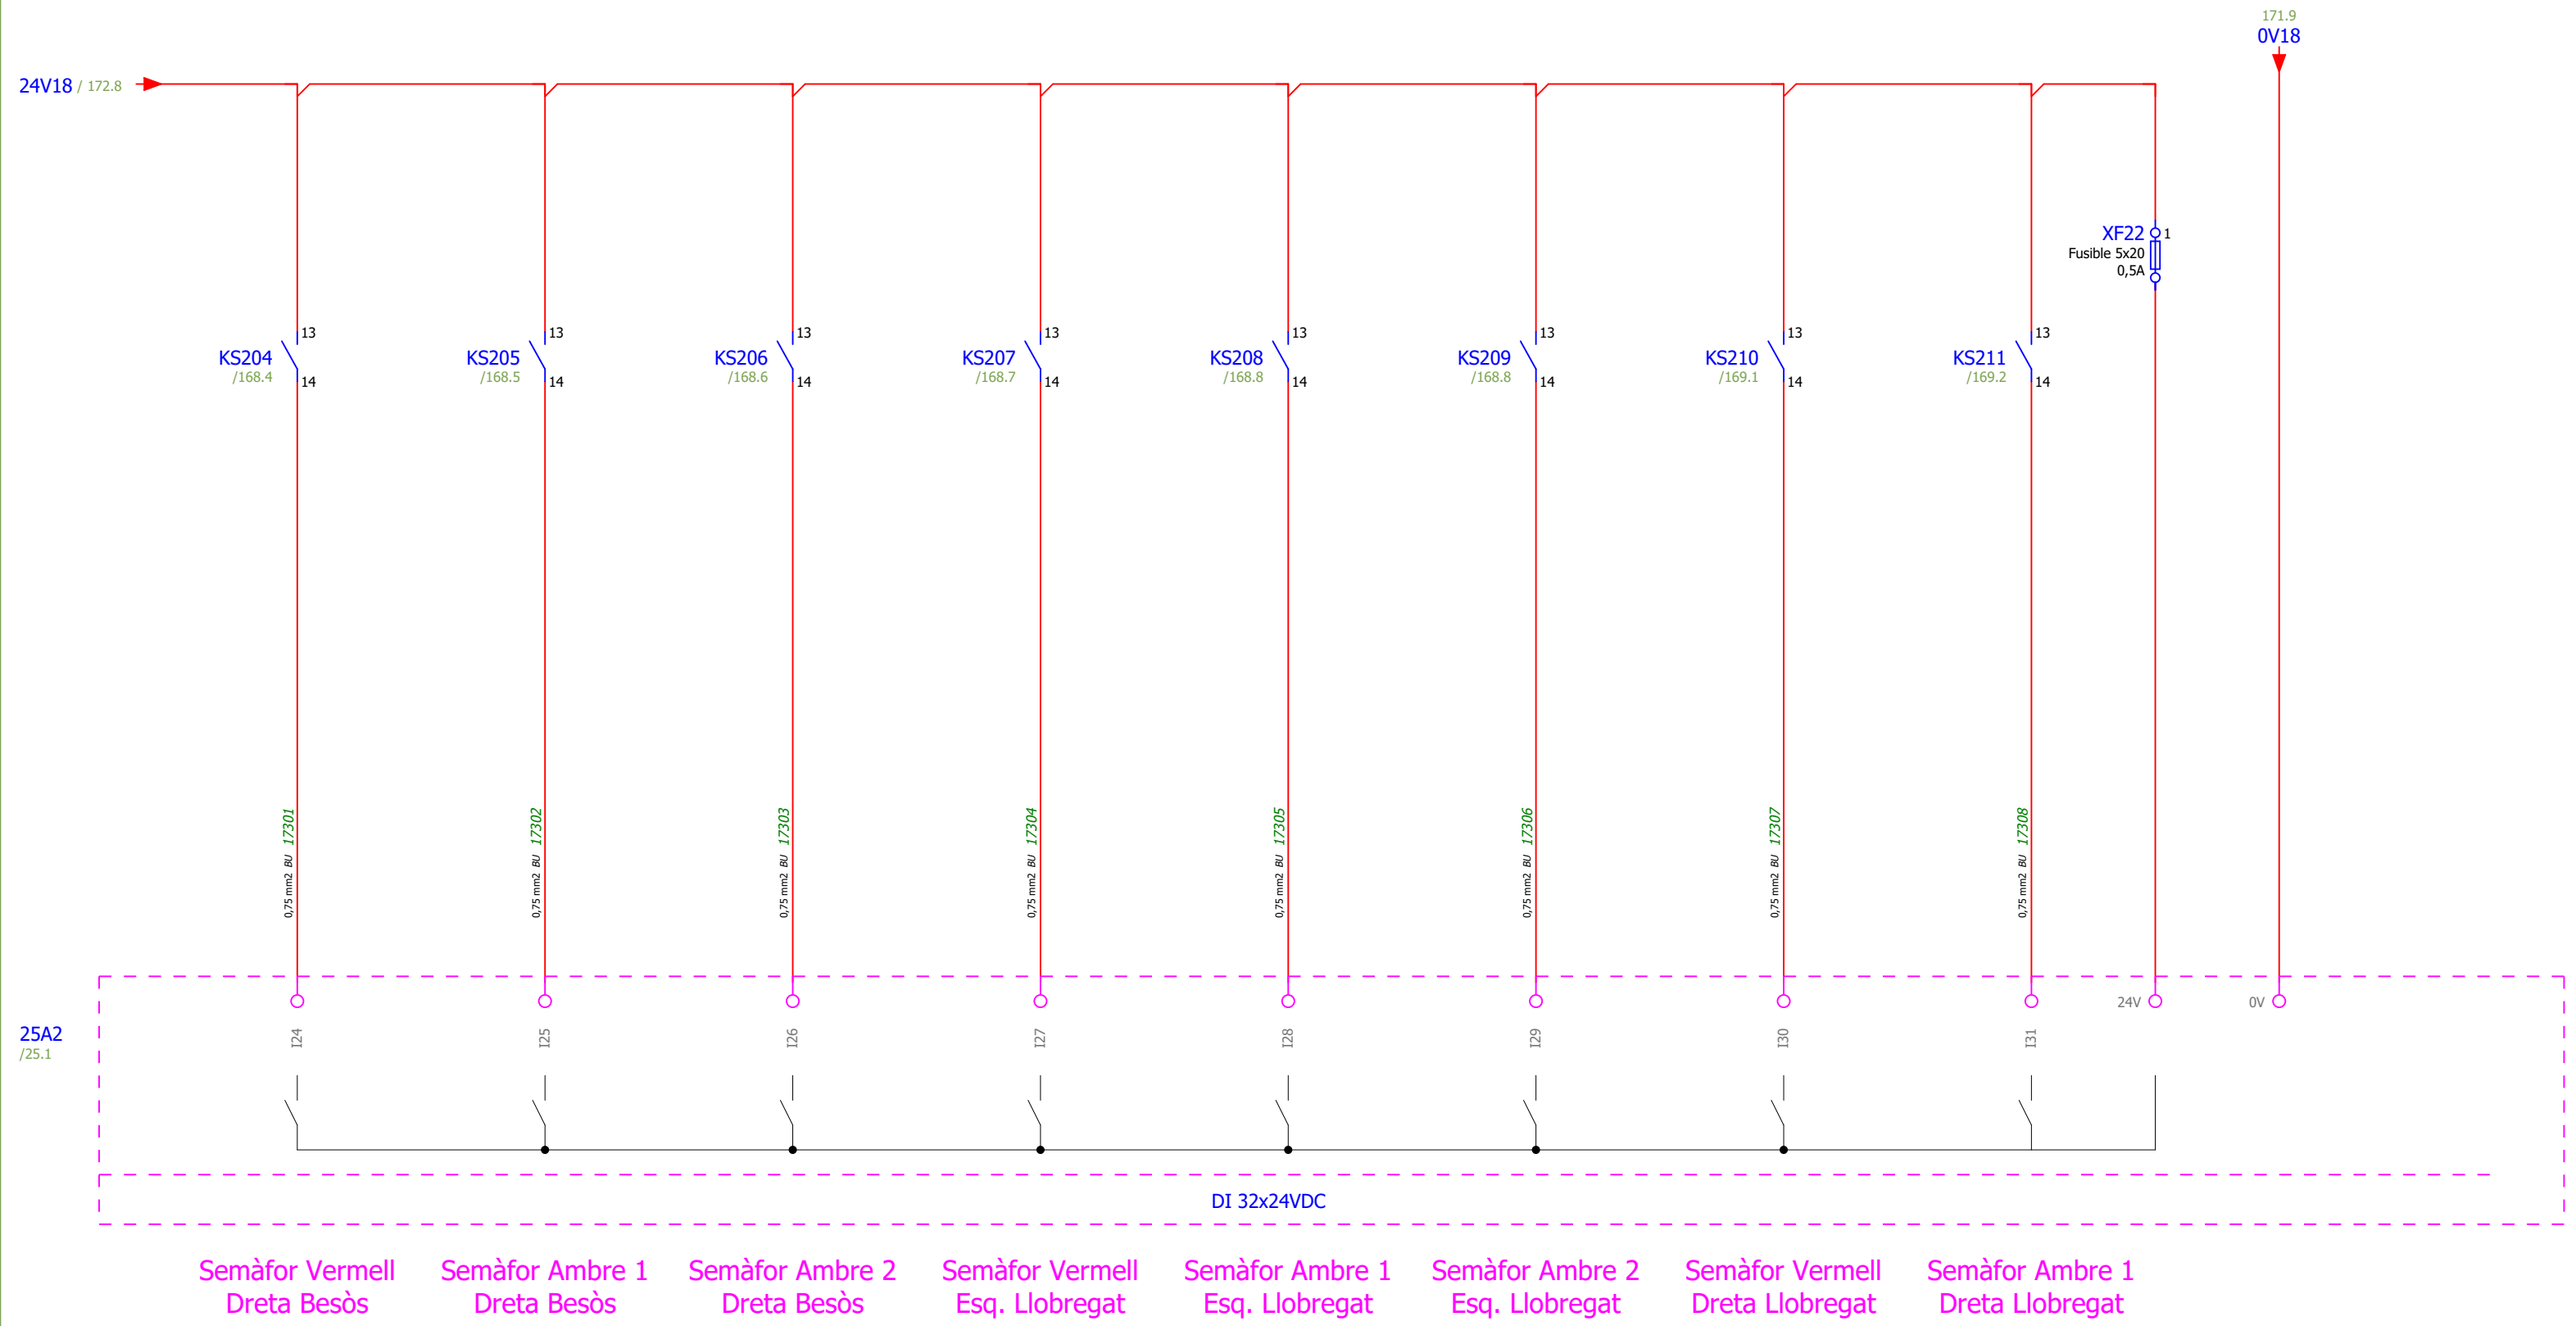 171.9
0V18
24V18 / 172.8
XF22
1
Fusible 5x20
0,5A
KS204
/168.4
13
14
KS205
/168.5
13
14
KS206
/168.6
13
14
KS207
/168.7
13
14
KS208
/168.8
13
14
KS209
/168.8
13
14
KS210
/169.1
13
14
KS211
/169.2
13
14
0,75 mm2 BU 17301
0,75 mm2 BU 17302
0,75 mm2 BU 17303
0,75 mm2 BU 17304
0,75 mm2 BU 17305
0,75 mm2 BU 17306
0,75 mm2 BU 17307
0,75 mm2 BU 17308
24V
0V
25A2
/25.1
I24
I25
I26
I27
I28
I29
I30
I31
DI 32x24VDC
Semàfor Vermell
Dreta Besòs
Semàfor Ambre 1
Dreta Besòs
Semàfor Ambre 2
Dreta Besòs
Semàfor Vermell
Esq. Llobregat
Semàfor Ambre 1
Esq. Llobregat
Semàfor Ambre 2
Esq. Llobregat
Semàfor Vermell
Dreta Llobregat
Semàfor Ambre 1
Dreta Llobregat